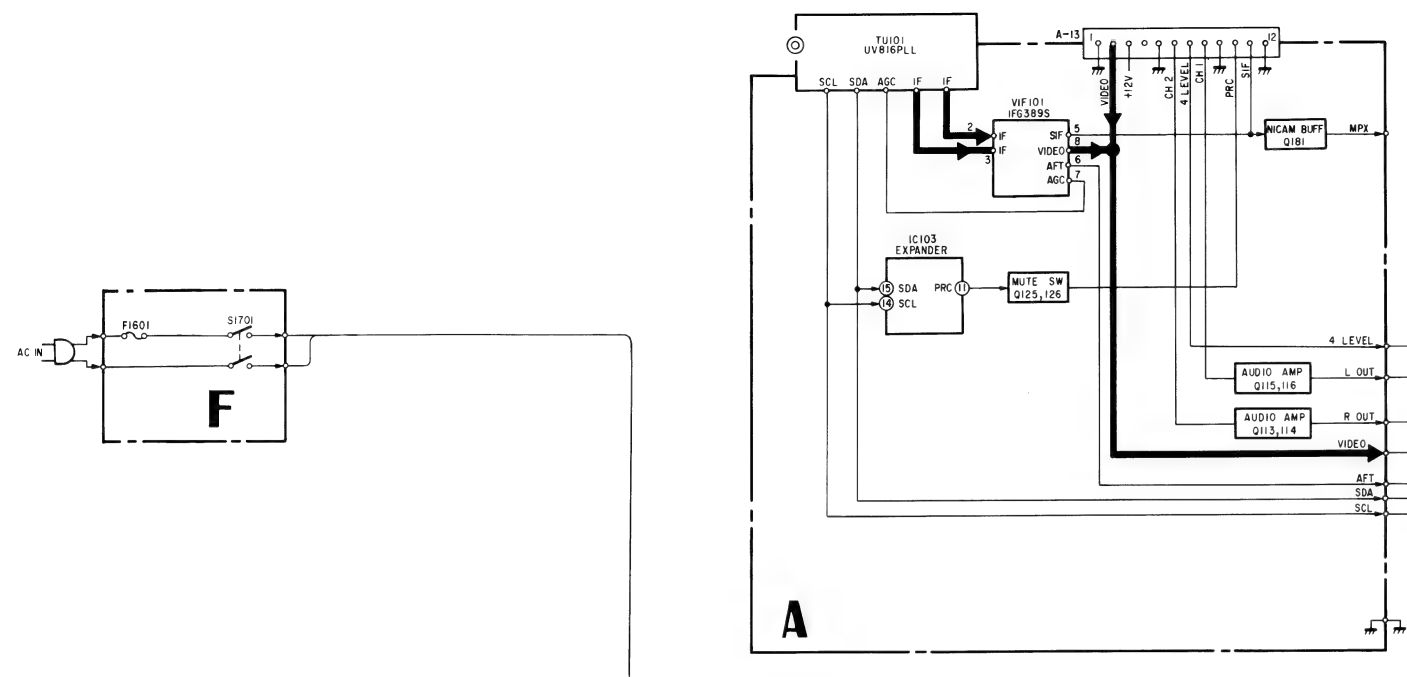 TU101
UV816PLL
SCL SDA AGC IF IF
A-13
1
12
VIDEO
+12V
CH 2
4 LEVEL
CH 1
PRC
SIF
VIF101
IFG389S
2
IF
3
IF
SIF
5
VIDEO
8
AFT
6
AGC
7
NICAM BUFF
Q181
MPX
IC103
EXPANDER
15 SDA
14 SCL
PRC 11
MUTE SW
Q125,126
F1601
S1701
AC IN
F
4 LEVEL
AUDIO AMP
Q115,116
L OUT
AUDIO AMP
Q113,114
R OUT
VIDEO
AFT
SDA
SCL
A